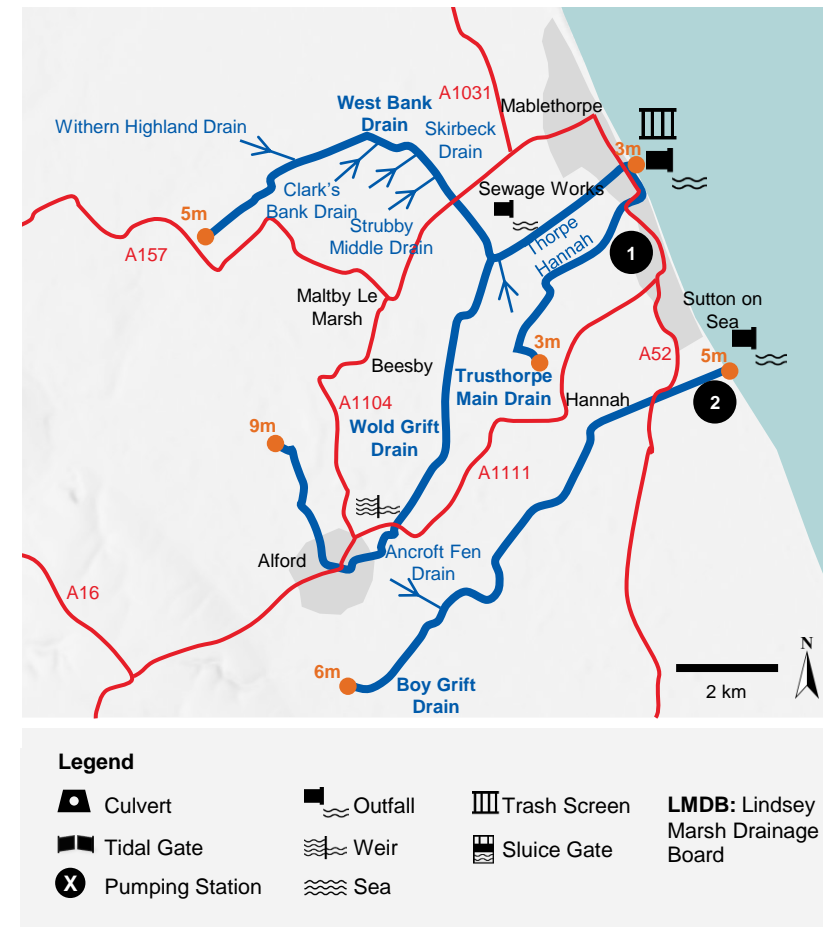 A1031
Mablethorpe
West Bank
Drain
Withern Highland Drain
Skirbeck
Drain
3m
Sewage Works
Clark's
Bank Drain
5m
Strubby
Middle Drain
Thorpe
Hannah
A157
1
Maltby Le
Marsh
Sutton on
Sea
3m
A52
5m
Beesby
Trusthorpe
Main Drain
Hannah
2
A1104
9m
Wold Grift
Drain
A1111
Alford
Ancroft Fen
Drain
A16
N
6m
Boy Grift
Drain
2 km
Legend
Culvert
Outfall
Trash Screen
LMDB: Lindsey
Marsh Drainage
Board
Tidal Gate
Weir
Sluice Gate
X
Pumping Station
Sea